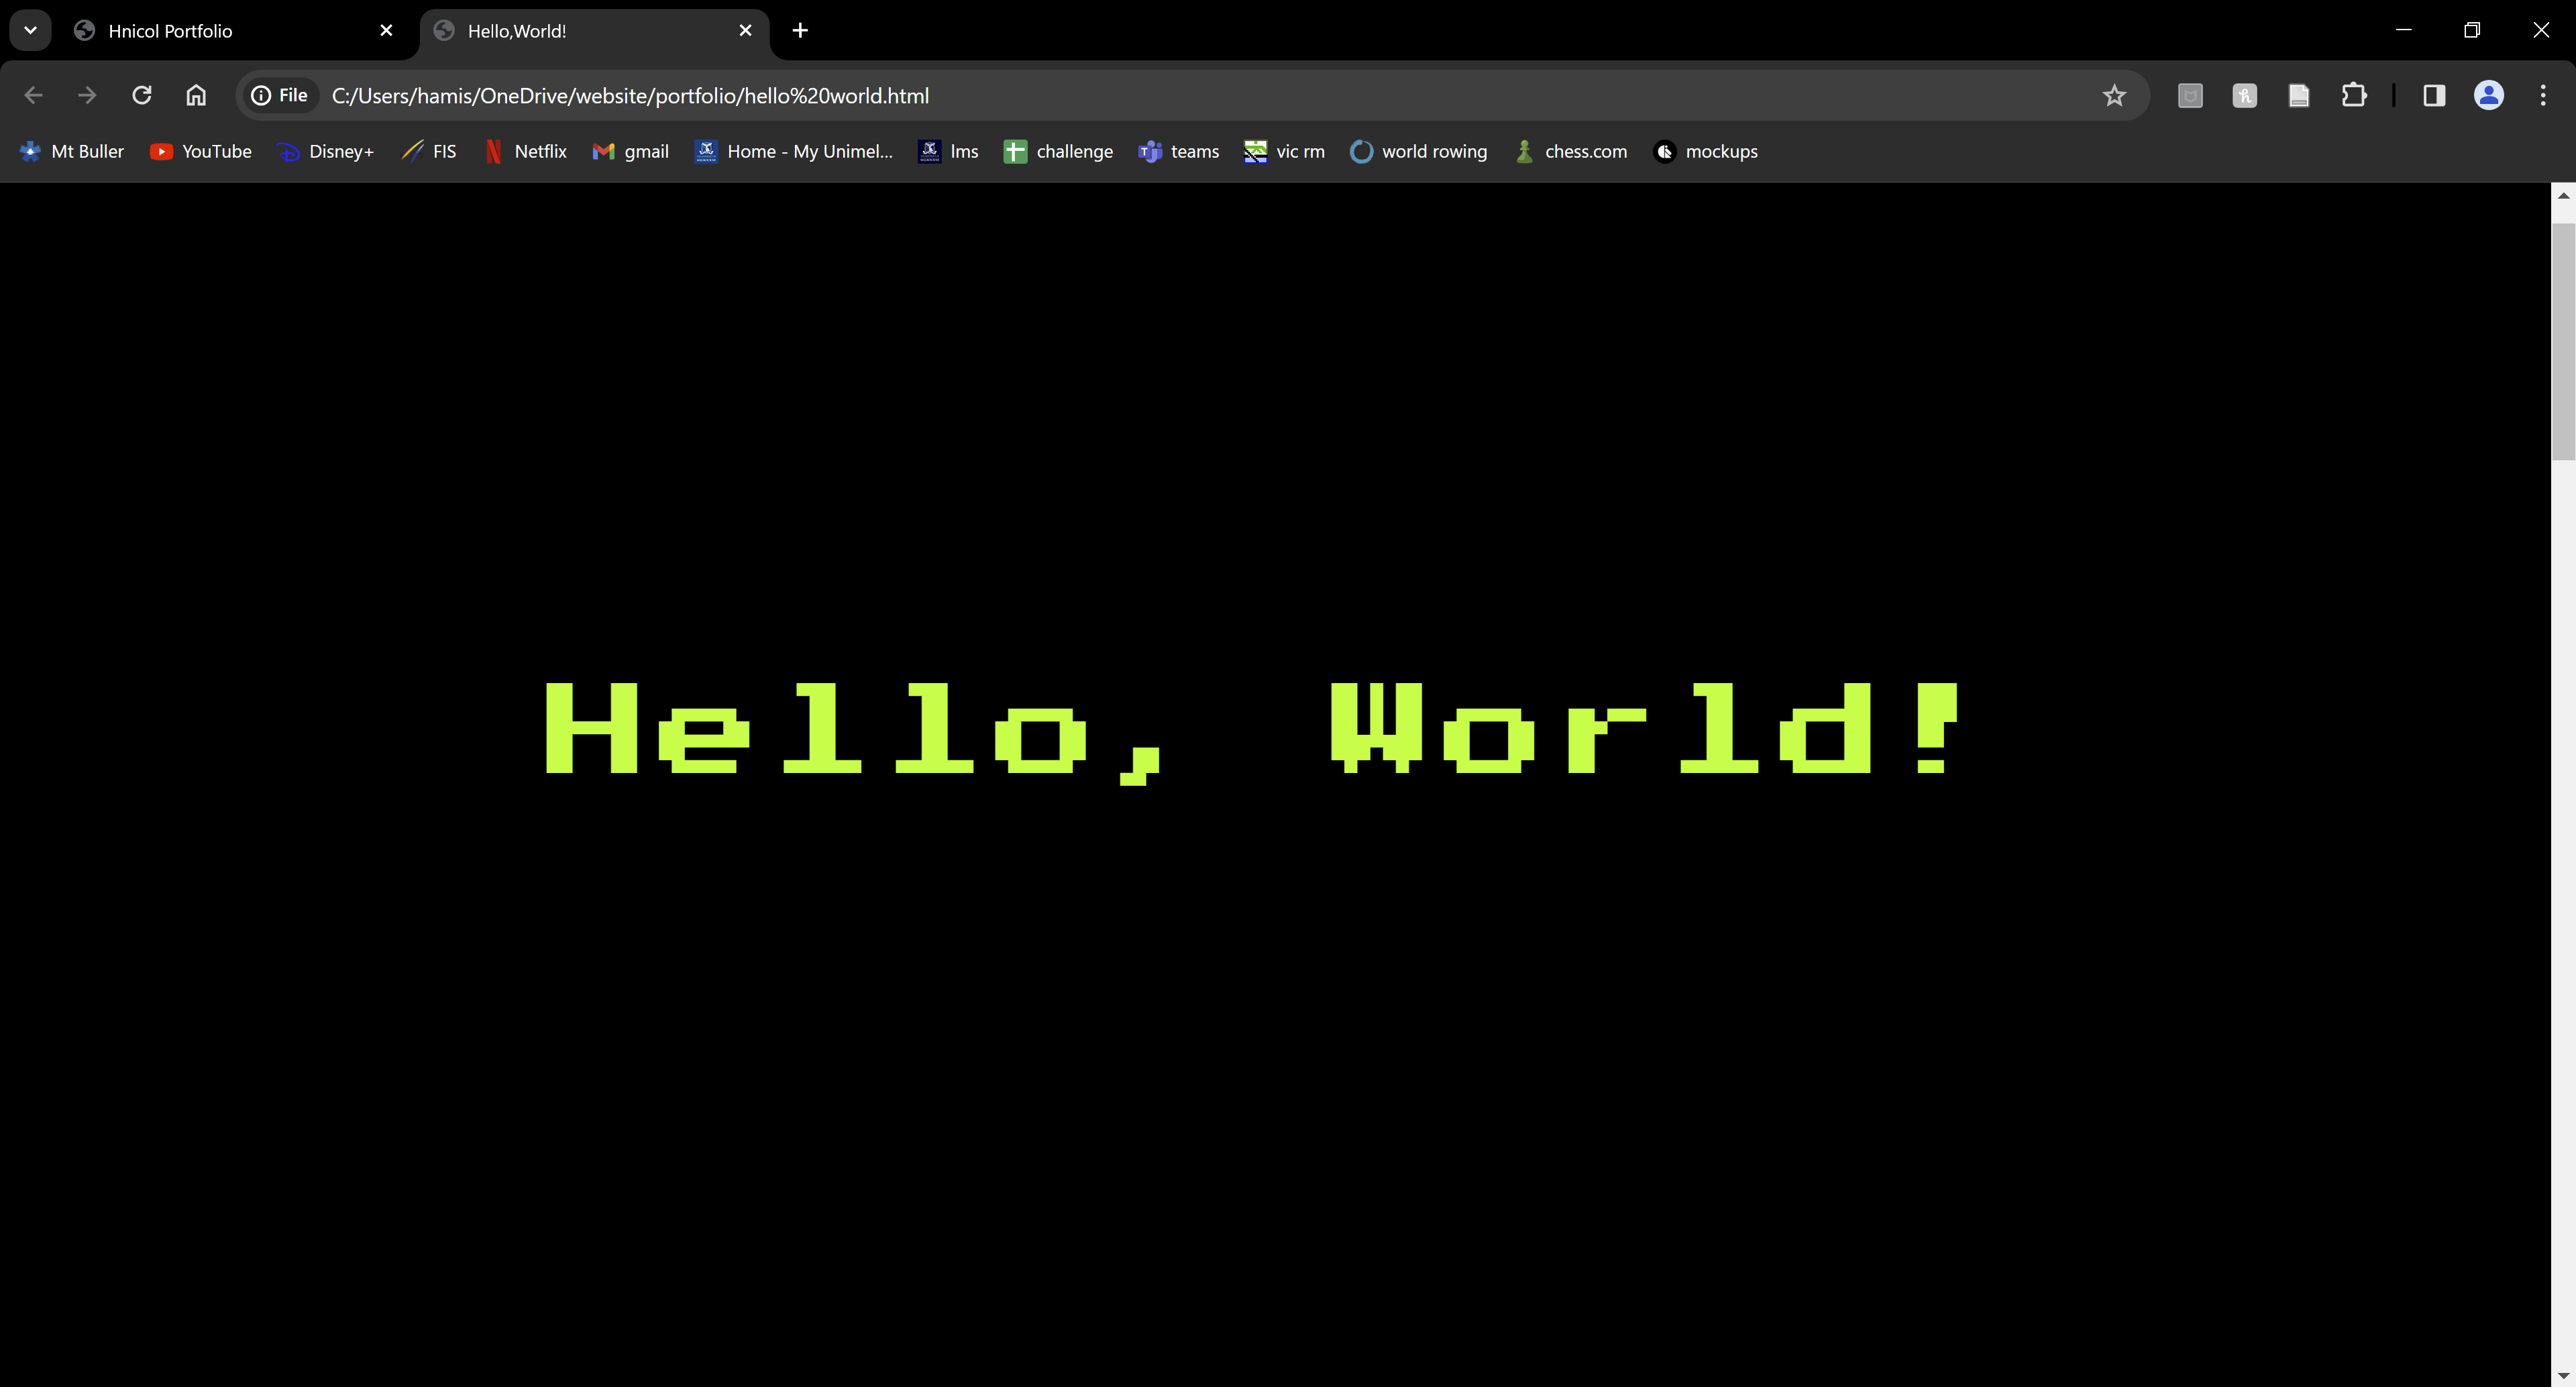 Hnicol Portfolio Hello,World!
File C:/Users/hamis/OneDrive/website/portfolio/hello%20world.html
Mt Buller YouTube Disney+ FIS Netflix gmail Home - My Unimel... lms challenge teams vic rm world rowing chess.com mockups
Hello, World!